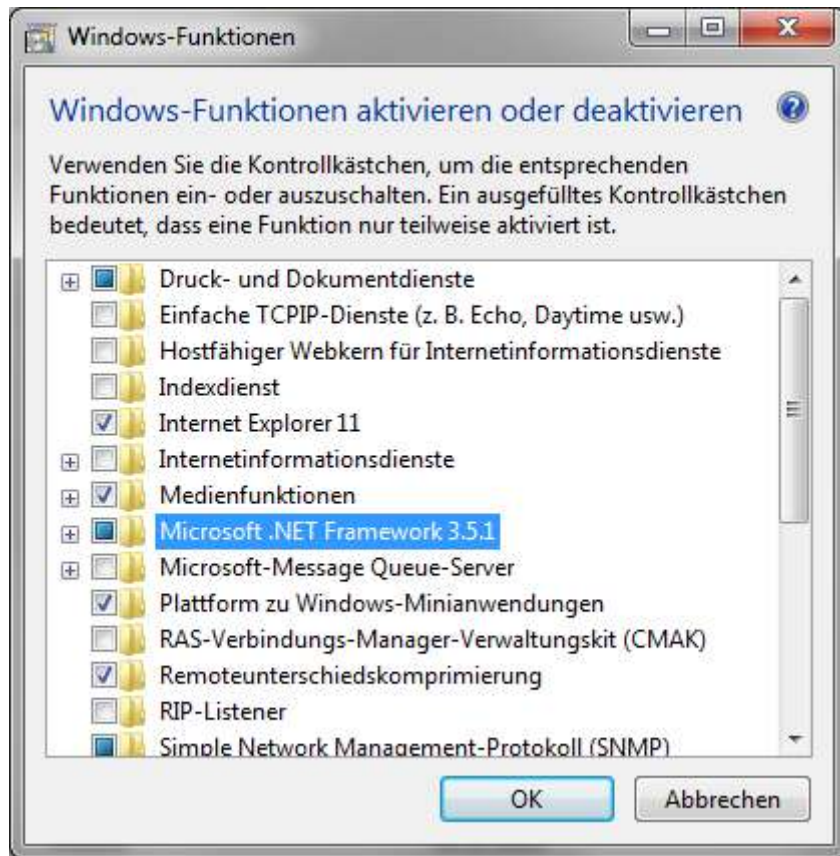 Windows-Funktionen
Windows-Funktionen aktivieren oder deaktivieren
Verwenden Sie die Kontrollkästchen, um die entsprechenden
Funktionen ein- oder auszuschalten. Ein ausgefülltes Kontrollkästchen
bedeutet, dass eine Funktion nur teilweise aktiviert ist.
Druck- und Dokumentdienste
Einfache TCPIP-Dienste (z. B. Echo, Daytime usw.)
Hostfähiger Webkern für Internetinformationsdienste
Indexdienst
Internet Explorer 11
Internetinformationsdienste
Medienfunktionen
Microsoft .NET Framework 3.5.1
Microsoft-Message Queue-Server
Plattform zu Windows-Minianwendungen
RAS-Verbindungs-Manager-Verwaltungskit (CMAK)
Remoteunterschiedskomprimierung
RIP-Listener
Simple Network Management-Protokoll (SNMP)
OK
Abbrechen